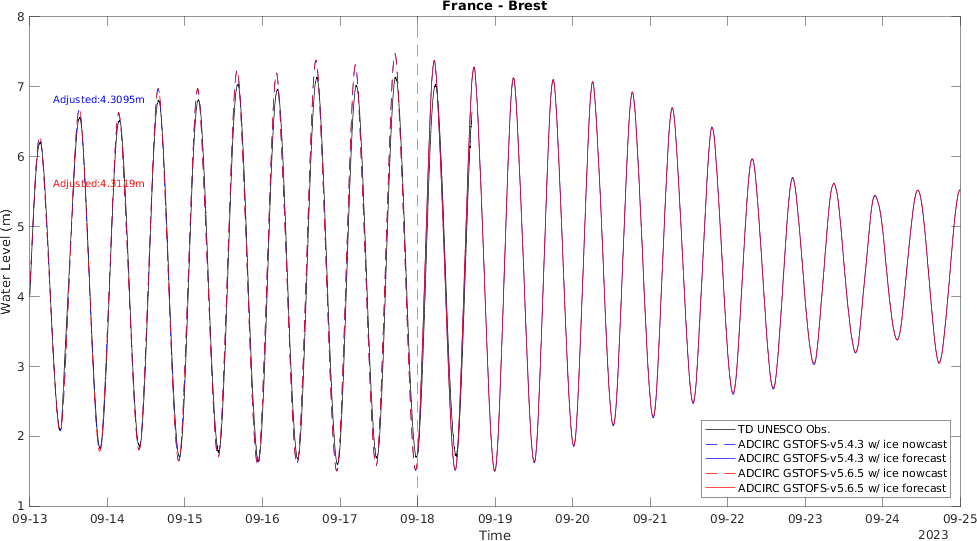 France - Brest
8
7
6
5
4
3
2
1
Water Level (m)
Adjusted:4.3095m
Adjusted:4.3119m
TD UNESCO Obs.
ADCIRC GSTOFS-v5.4.3 w/ ice nowcast
ADCIRC GSTOFS-v5.4.3 w/ ice forecast
ADCIRC GSTOFS-v5.6.5 w/ ice nowcast
ADCIRC GSTOFS-v5.6.5 w/ ice forecast
09-13 09-14 09-15 09-16 09-17 09-18 09-19 09-20 09-21 09-22 09-23 09-24 09-25
Time
2023